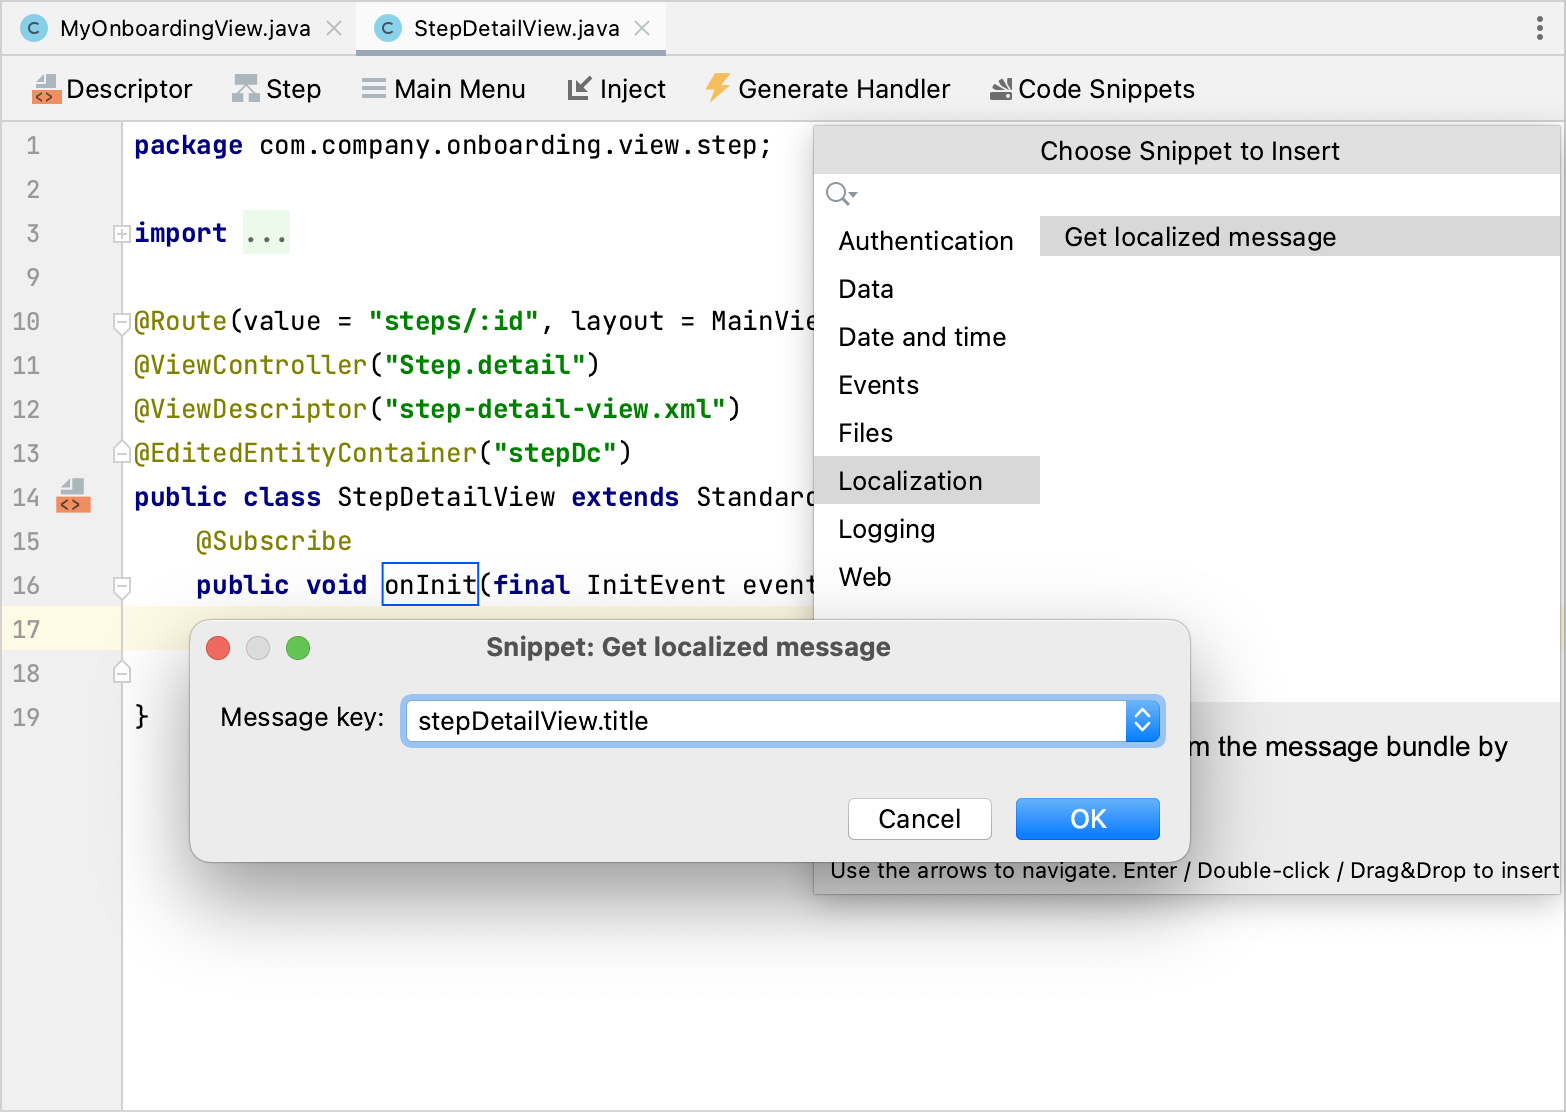 MyOnboardingView.java StepDetailView.java
Descriptor Step Main Menu Inject Generate Handler Code Snippets
1 package com.company.onboarding.view.step;
2
3 import ...
9
10 @Route(value = "steps/:id", layout = MainVie
11 @ViewController("Step.detail")
12 @ViewDescriptor("step-detail-view.xml")
13 @EditedEntityContainer("stepDc")
14 public class StepDetailView extends Standard
15 @Subscribe
16 public void onInit(final InitEvent event
17
18
19 }
Choose Snippet to Insert
Authentication
Data
Date and time
Events
Files
Localization
Logging
Web
Get localized message
Snippet: Get localized message
Message key: stepDetailView.title
Cancel OK
m the message bundle by
Use the arrows to navigate. Enter / Double-click / Drag&Drop to insert